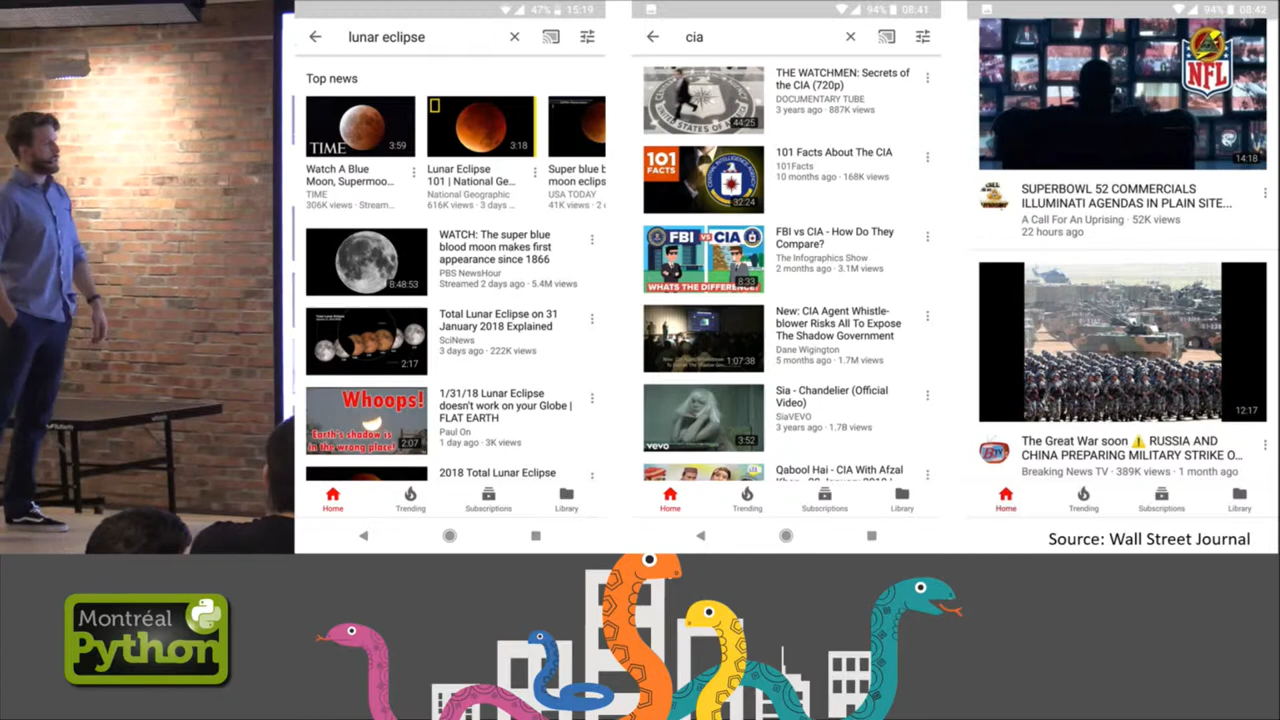 47%
15:19
lunar eclipse
Top news
TIME
3:59
3:18
Watch A Blue
Moon, Supermoo...
TIME
306K views · Stream...
Lunar Eclipse
101 | National Ge...
National Geographic
616K views · 3 days ...
Super blue b
moon eclips
USA TODAY
41K views · 2
8:48:53
WATCH: The super blue
blood moon makes first
appearance since 1866
PBS NewsHour
Streamed 2 days ago · 5.4M views
2:17
Total Lunar Eclipse on 31
January 2018 Explained
SciNews
3 days ago · 222K views
Whoops!
Earth's shadow is
in the wrong place!
2:07
1/31/18 Lunar Eclipse
doesn't work on your Globe |
FLAT EARTH
Paul On
1 day ago · 3K views
2018 Total Lunar Eclipse
Home
Trending
Subscriptions
Library
94%
08:41
cia
44:25
THE WATCHMEN: Secrets of
the CIA (720p)
DOCUMENTARY TUBE
3 years ago · 887K views
101
FACTS
32:24
101 Facts About The CIA
101Facts
10 months ago · 168K views
FBI VS CIA
WHATS THE DIFFERENCE?
8:33
FBI vs CIA - How Do They
Compare?
The Infographics Show
2 months ago · 3.1M views
1:07:38
New: CIA Agent Whistle-
blower Risks All To Expose
The Shadow Government
Dane Wigington
5 months ago · 1.7M views
vevo
3:52
Sia - Chandelier (Official
Video)
SiaVEVO
3 years ago · 1.7B views
Qabool Hai - CIA With Afzal
Home
Trending
Subscriptions
Library
94%
08:42
NFL
14:18
SUPERBOWL 52 COMMERCIALS
ILLUMINATI AGENDAS IN PLAIN SITE...
A Call For An Uprising · 52K views
22 hours ago
12:17
The Great War soon ⚠ RUSSIA AND
CHINA PREPARING MILITARY STRIKE O...
Breaking News TV · 389K views · 1 month ago
Home
Trending
Subscriptions
Library
Source: Wall Street Journal
Montréal
Python